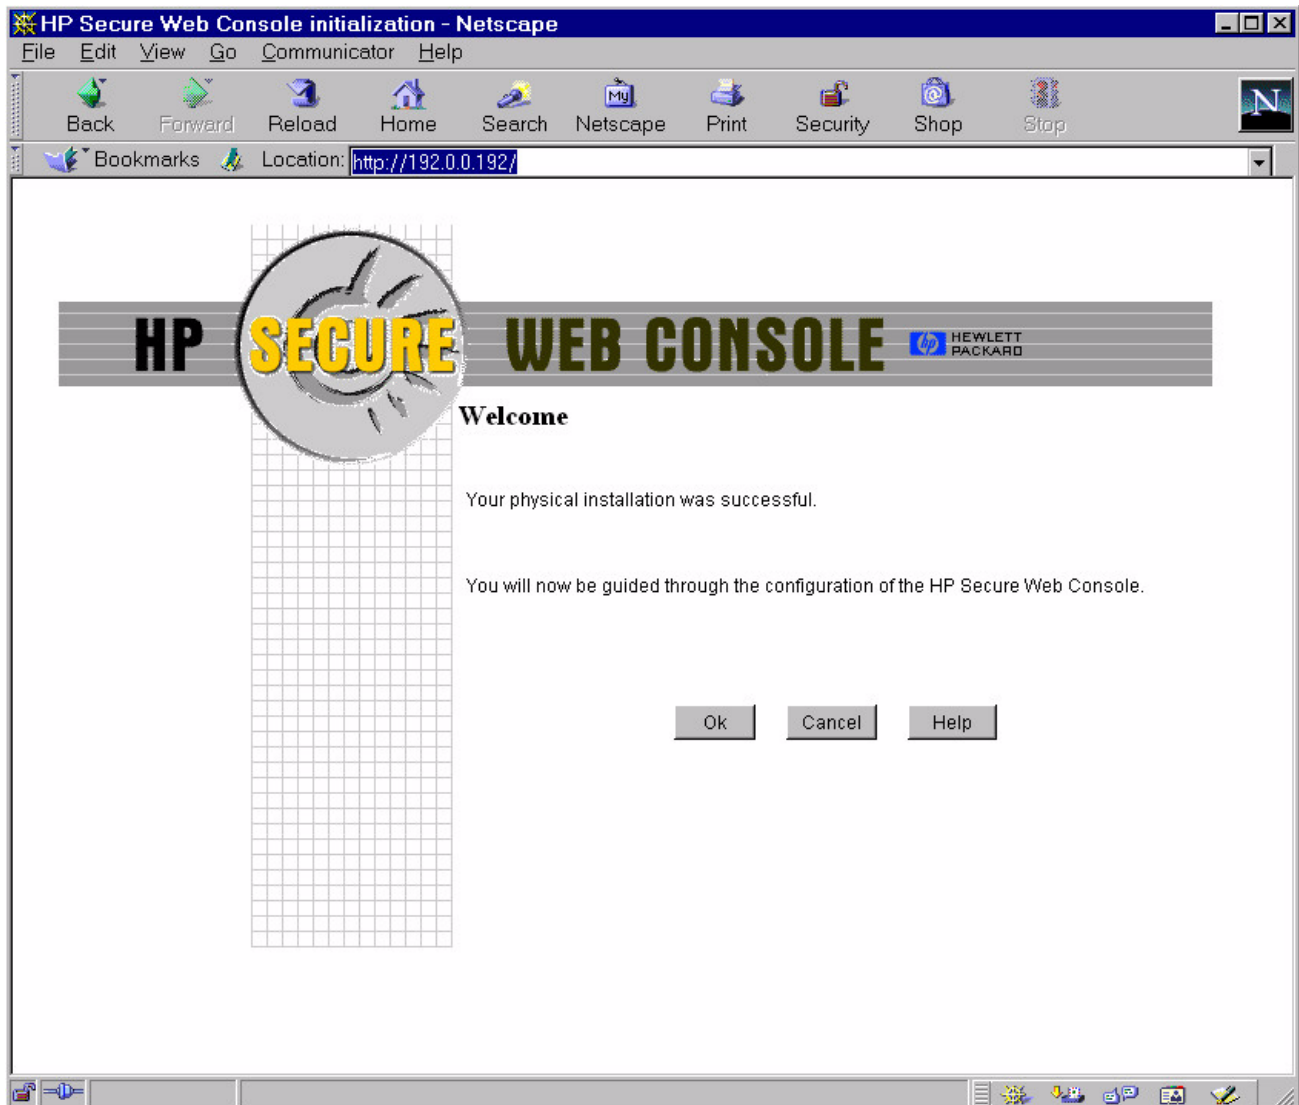 HP Secure Web Console initialization - Netscape
File Edit View Go Communicator Help
Back Forward Reload Home Search Netscape Print Security Shop Stop
My
N
Bookmarks Location: http://192.0.0.192/
HP SECURE WEB CONSOLE hp HEWLETT PACKARD
Welcome
Your physical installation was successful.
You will now be guided through the configuration of the HP Secure Web Console.
Ok Cancel Help